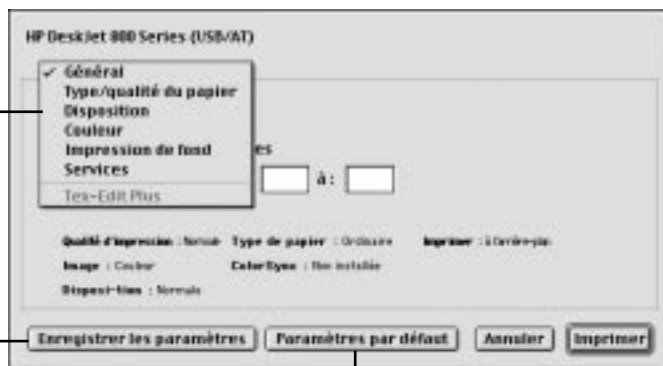 HP DeskJet 800 Series (USB/AT)
✓ Général
Type/qualité du papier
Disposition
Couleur
Impression de fond
Services
Tex-Edit Plus
es
à :
Qualité d'impression : Normale Type de papier : Ordinaire Imprimer : à l'arrière-plan
Image : Couleur ColorSync : Non installée
Disposi-tion : Normale
Enregistrer les paramètres Paramètres par défaut Annuler Imprimer